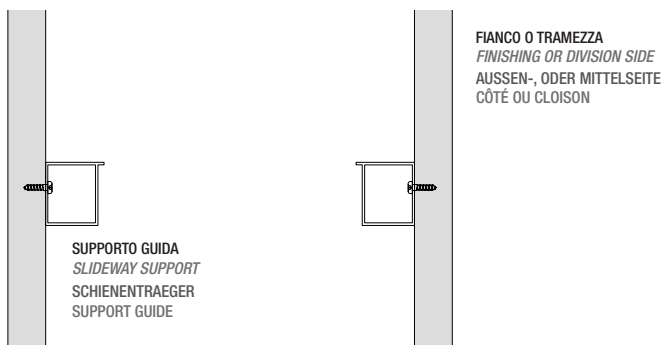 FIANCO O TRAMEZZA
FINISHING OR DIVISION SIDE
AUSSEN-, ODER MITTELSEITE
CÔTÉ OU CLOISON
SUPPORTO GUIDA
SLIDEWAY SUPPORT
SCHIENENTRAEGER
SUPPORT GUIDE